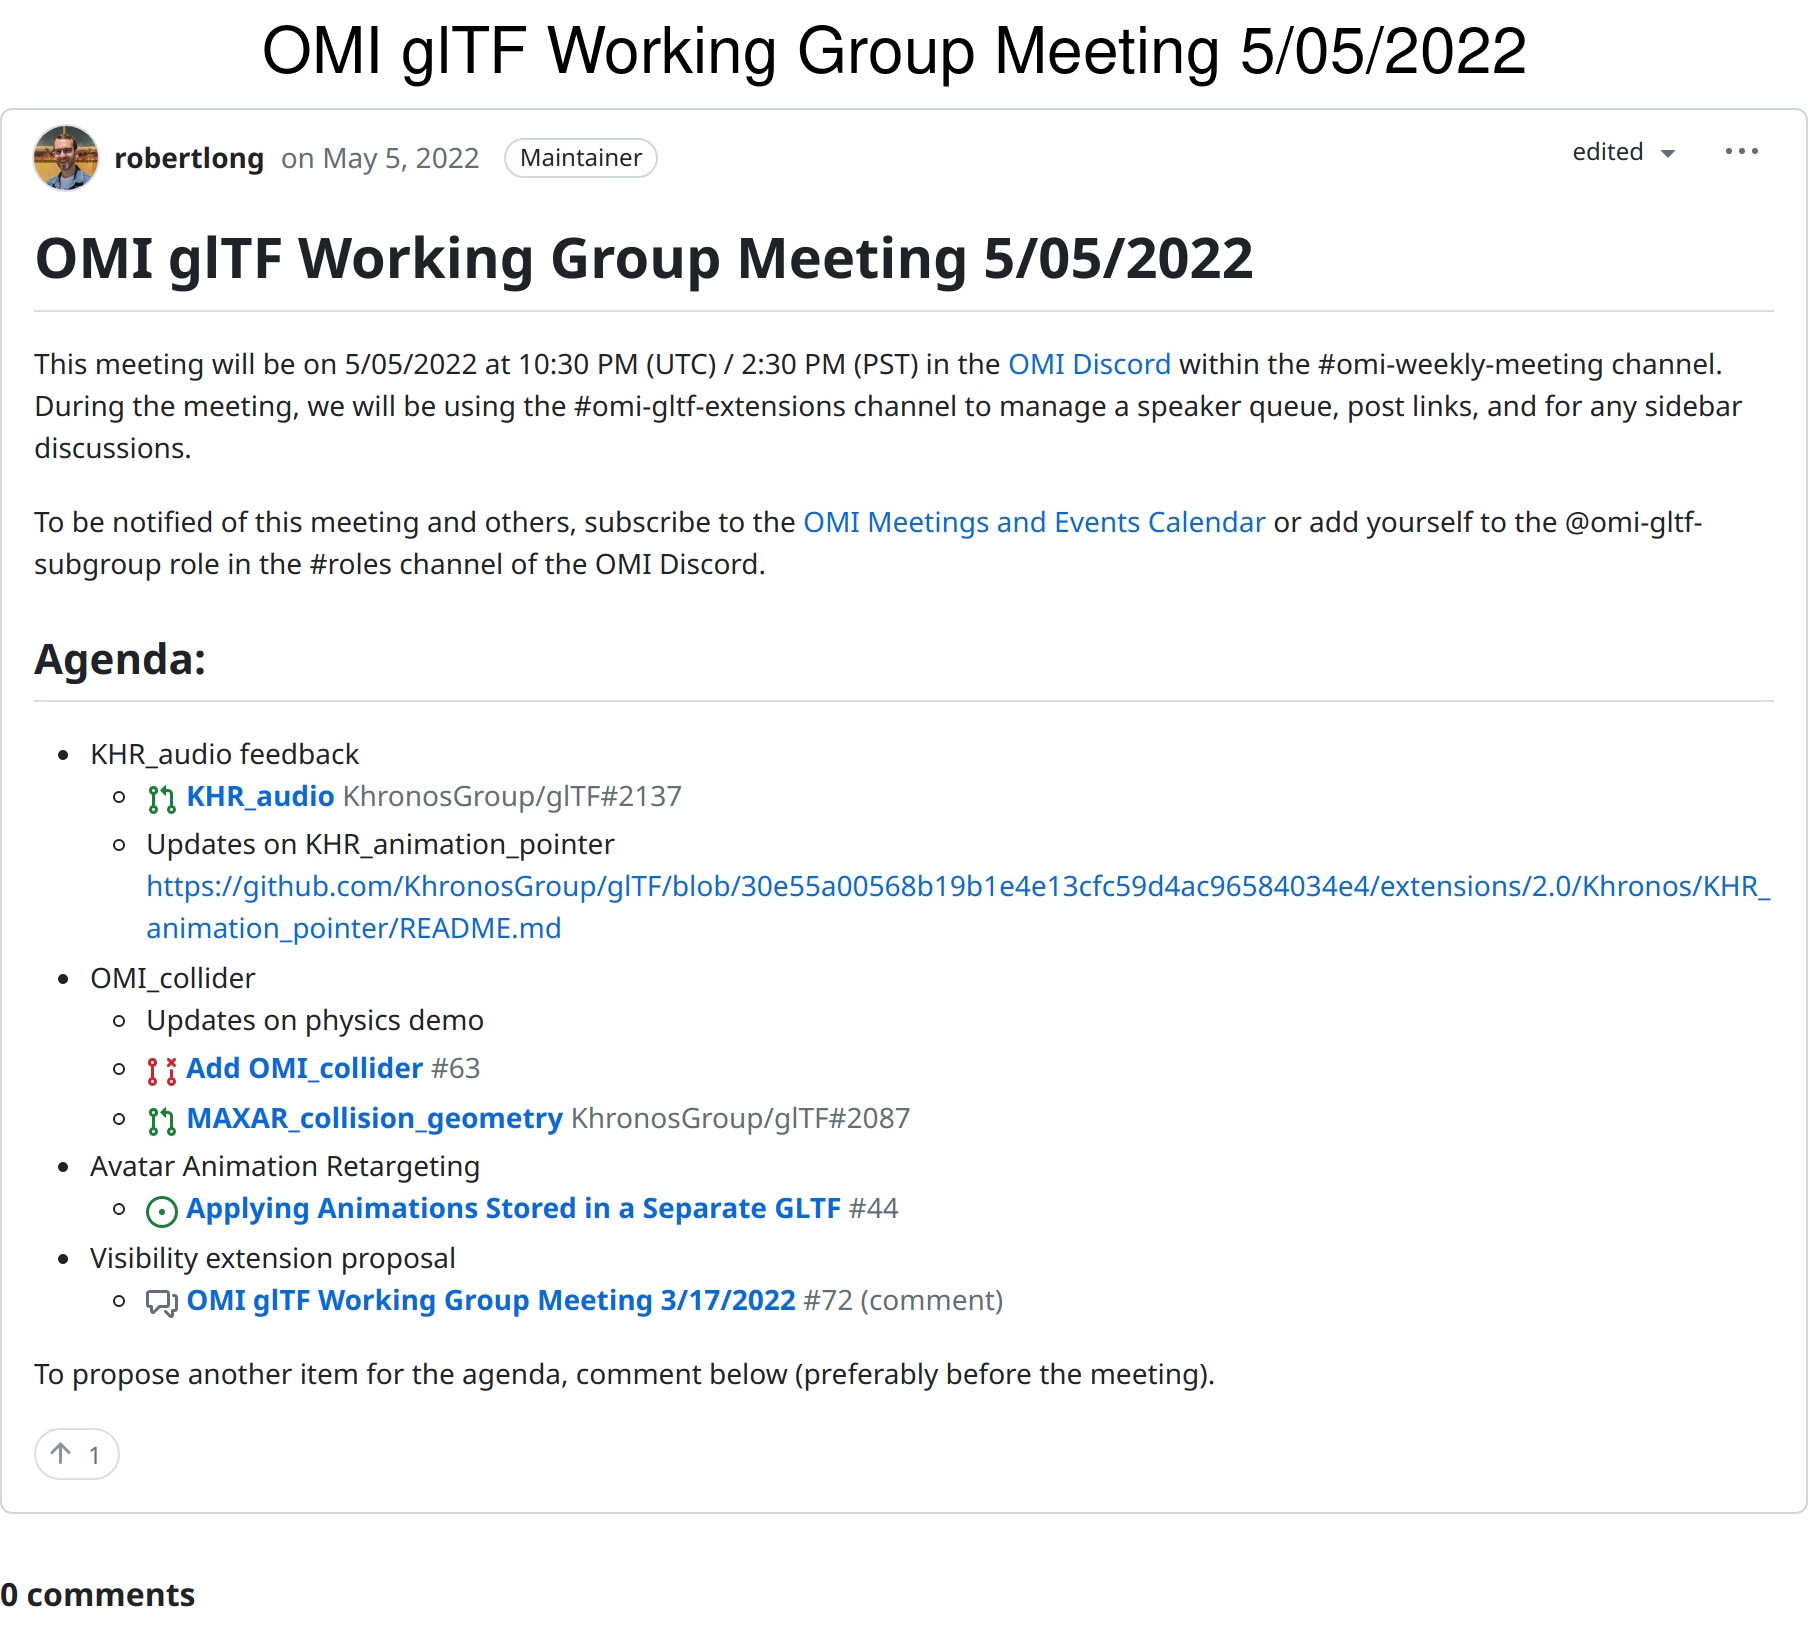 OMI glTF Working Group Meeting 5/05/2022
robertlong on May 5, 2022 Maintainer edited
OMI glTF Working Group Meeting 5/05/2022
This meeting will be on 5/05/2022 at 10:30 PM (UTC) / 2:30 PM (PST) in the OMI Discord within the #omi-weekly-meeting channel.
During the meeting, we will be using the #omi-gltf-extensions channel to manage a speaker queue, post links, and for any sidebar
discussions.
To be notified of this meeting and others, subscribe to the OMI Meetings and Events Calendar or add yourself to the @omi-gltf-
subgroup role in the #roles channel of the OMI Discord.
Agenda:
KHR_audio feedback
KHR_audio KhronosGroup/glTF#2137
Updates on KHR_animation_pointer
https://github.com/KhronosGroup/glTF/blob/30e55a00568b19b1e4e13cfc59d4ac96584034e4/extensions/2.0/Khronos/KHR_
animation_pointer/README.md
OMI_collider
Updates on physics demo
Add OMI_collider #63
MAXAR_collision_geometry KhronosGroup/glTF#2087
Avatar Animation Retargeting
Applying Animations Stored in a Separate GLTF #44
Visibility extension proposal
OMI glTF Working Group Meeting 3/17/2022 #72 (comment)
To propose another item for the agenda, comment below (preferably before the meeting).
1
0 comments